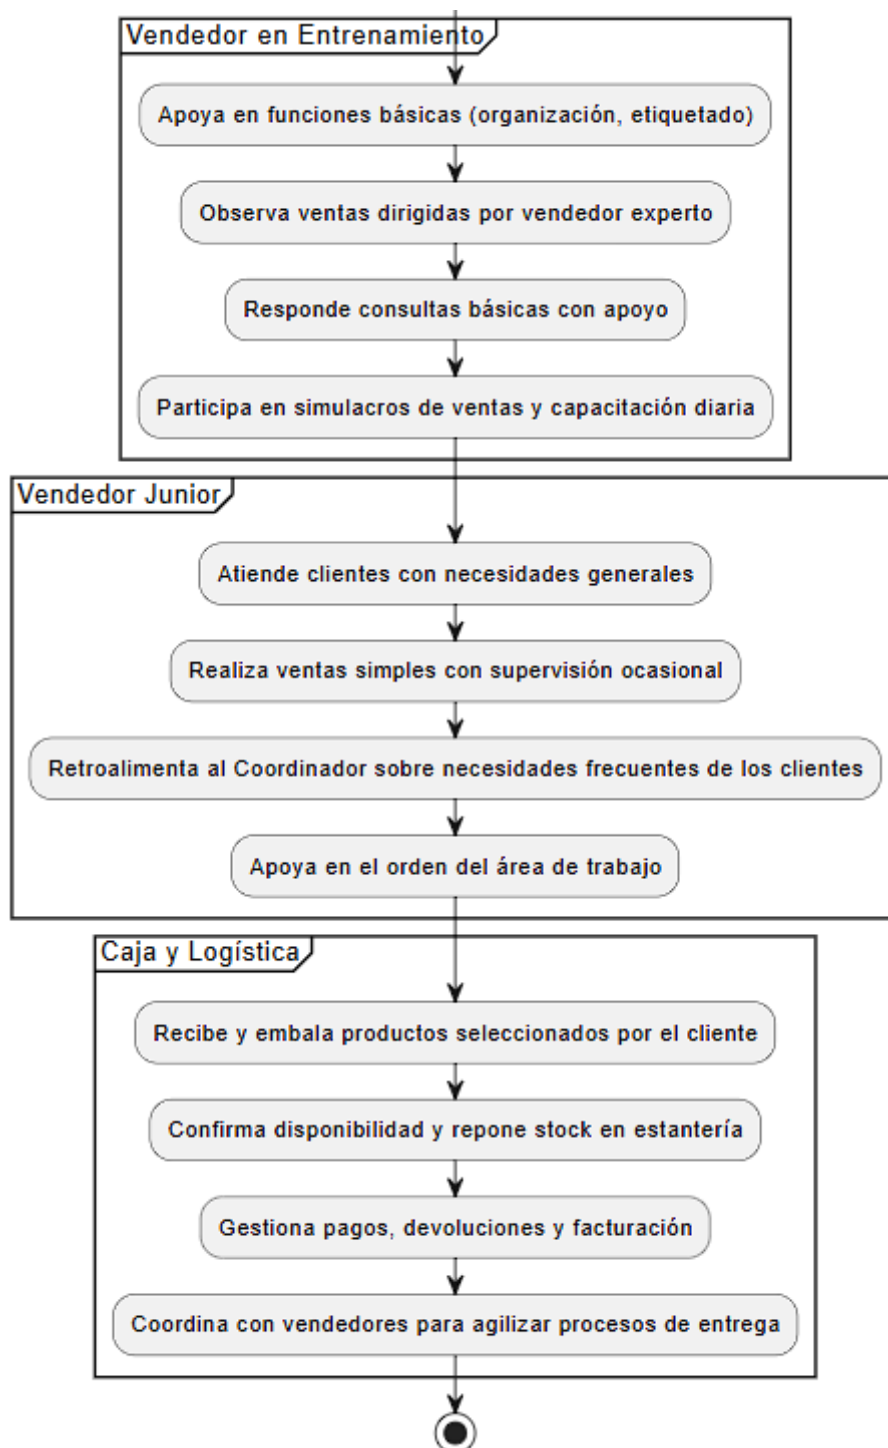 Vendedor en Entrenamiento
Apoya en funciones básicas (organización, etiquetado)
Observa ventas dirigidas por vendedor experto
Responde consultas básicas con apoyo
Participa en simulacros de ventas y capacitación diaria
Vendedor Junior
Atiende clientes con necesidades generales
Realiza ventas simples con supervisión ocasional
Retroalimenta al Coordinador sobre necesidades frecuentes de los clientes
Apoya en el orden del área de trabajo
Caja y Logística
Recibe y embala productos seleccionados por el cliente
Confirma disponibilidad y repone stock en estantería
Gestiona pagos, devoluciones y facturación
Coordina con vendedores para agilizar procesos de entrega